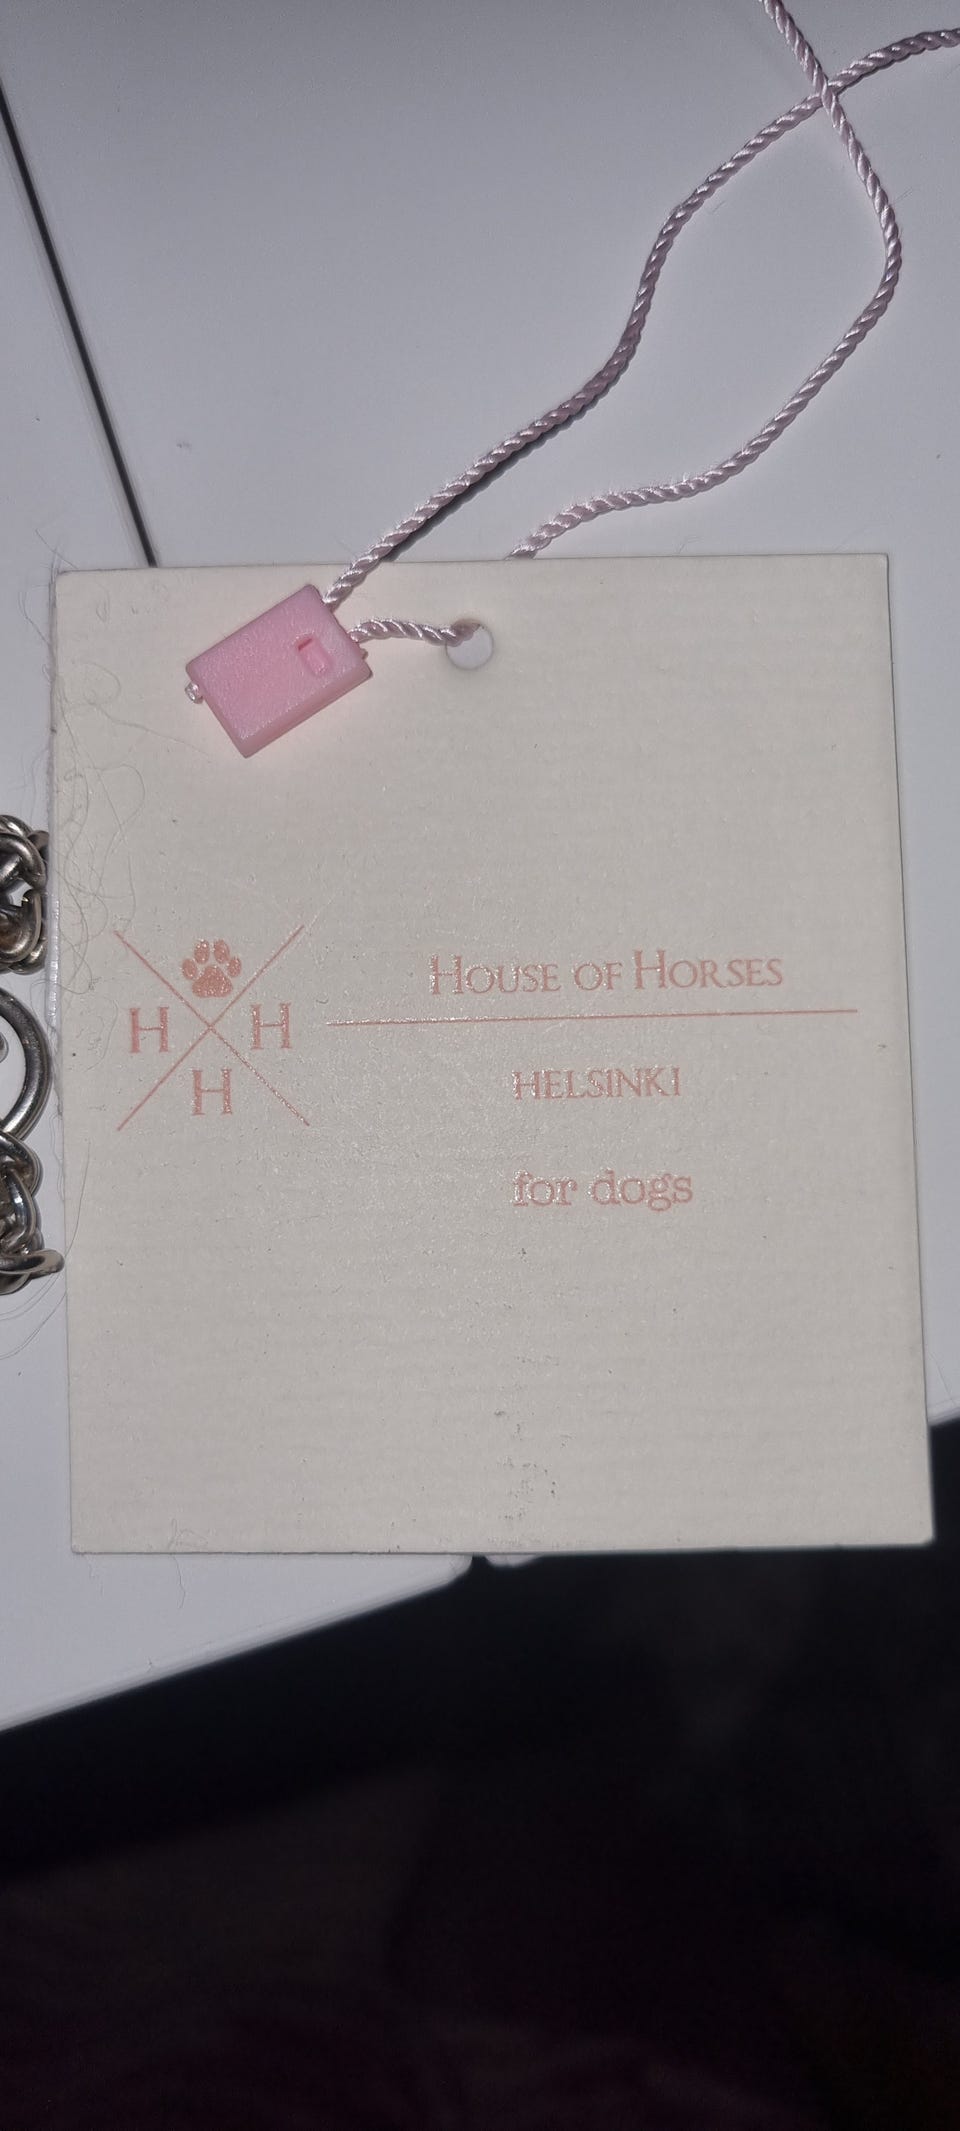 H H
H
HOUSE OF HORSES
HELSINKI
for dogs